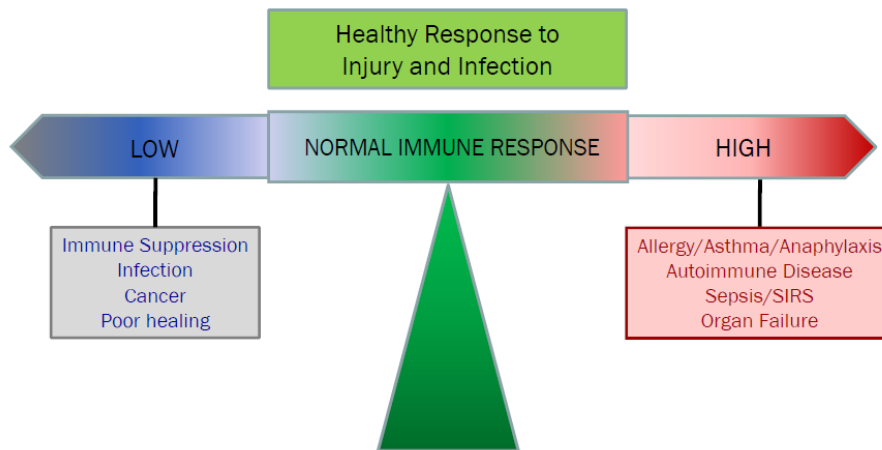 Healthy Response to
Injury and Infection
LOW
NORMAL IMMUNE RESPONSE
HIGH
Immune Suppression
Infection
Cancer
Poor healing
Allergy/Asthma/Anaphylaxis
Autoimmune Disease
Sepsis/SIRS
Organ Failure